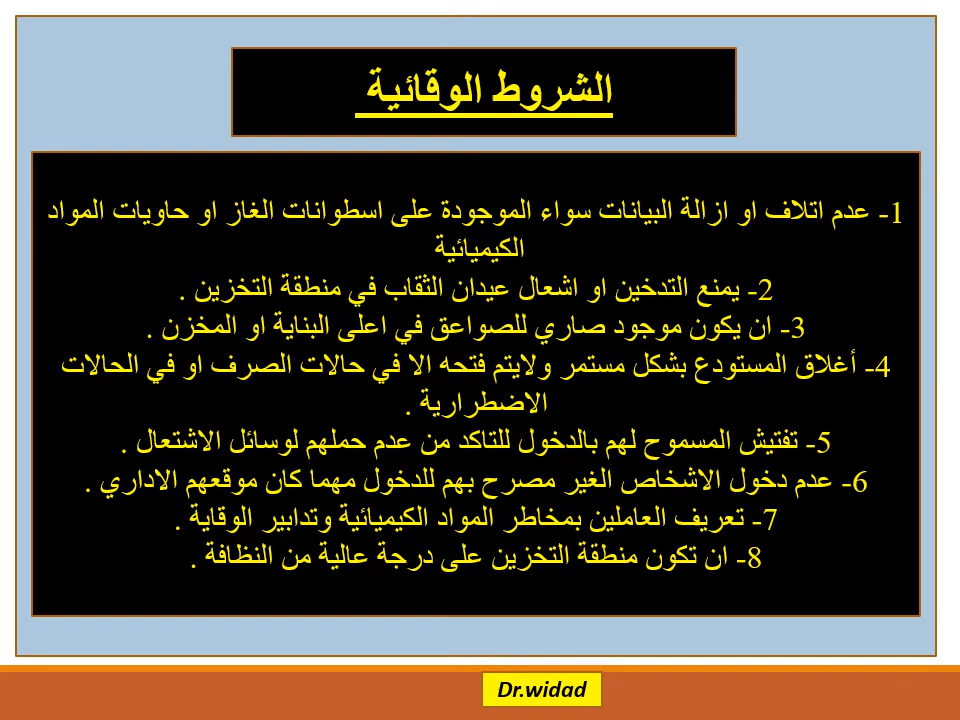 الشروط الوقائية
1- عدم اتلاف او ازالة البيانات سواء الموجودة على اسطوانات الغاز او حاويات المواد
الكيميائية
2- يمنع التدخين او اشعال عيدان الثقاب في منطقة التخزين .
3- ان يكون موجود صاري للصواعق في اعلى البناية او المخزن .
4- أغلاق المستودع بشكل مستمر ولايتم فتحه الا في حالات الصرف او في الحالات
الاضطرارية .
5- تفتيش المسموح لهم بالدخول للتاكد من عدم حملهم لوسائل الاشتعال .
6- عدم دخول الاشخاص الغير مصرح بهم للدخول مهما كان موقعهم الاداري .
7- تعريف العاملين بمخاطر المواد الكيميائية وتدابير الوقاية .
8- ان تكون منطقة التخزين على درجة عالية من النظافة .
Dr.widad